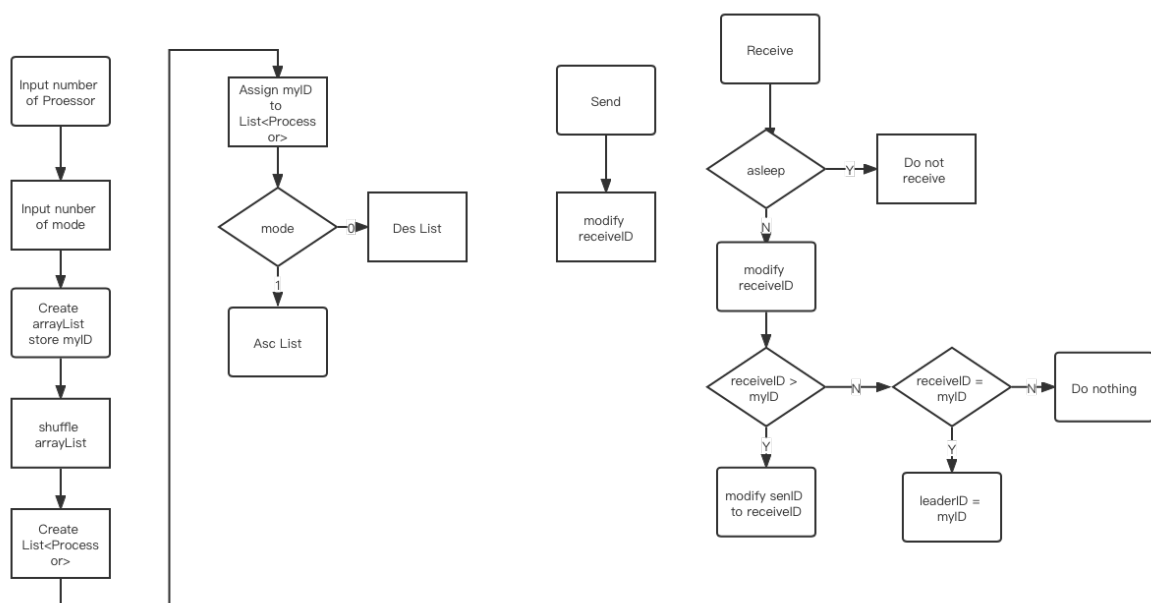 Input number
of Proessor
Input nunber
of mode
Create
arrayList
store myID
shuffle
arrayList
Create
List<Process
or>
Assign myID
to
List<Process
or>
mode
0
Des List
1
Asc List
Send
modify
receiveID
Receive
asleep
Y
Do not
receive
N
modify
receiveID
receiveID >
myID
N
receiveID =
myID
N
Do nothing
Y
modify senID
to receiveID
Y
leaderID =
myID